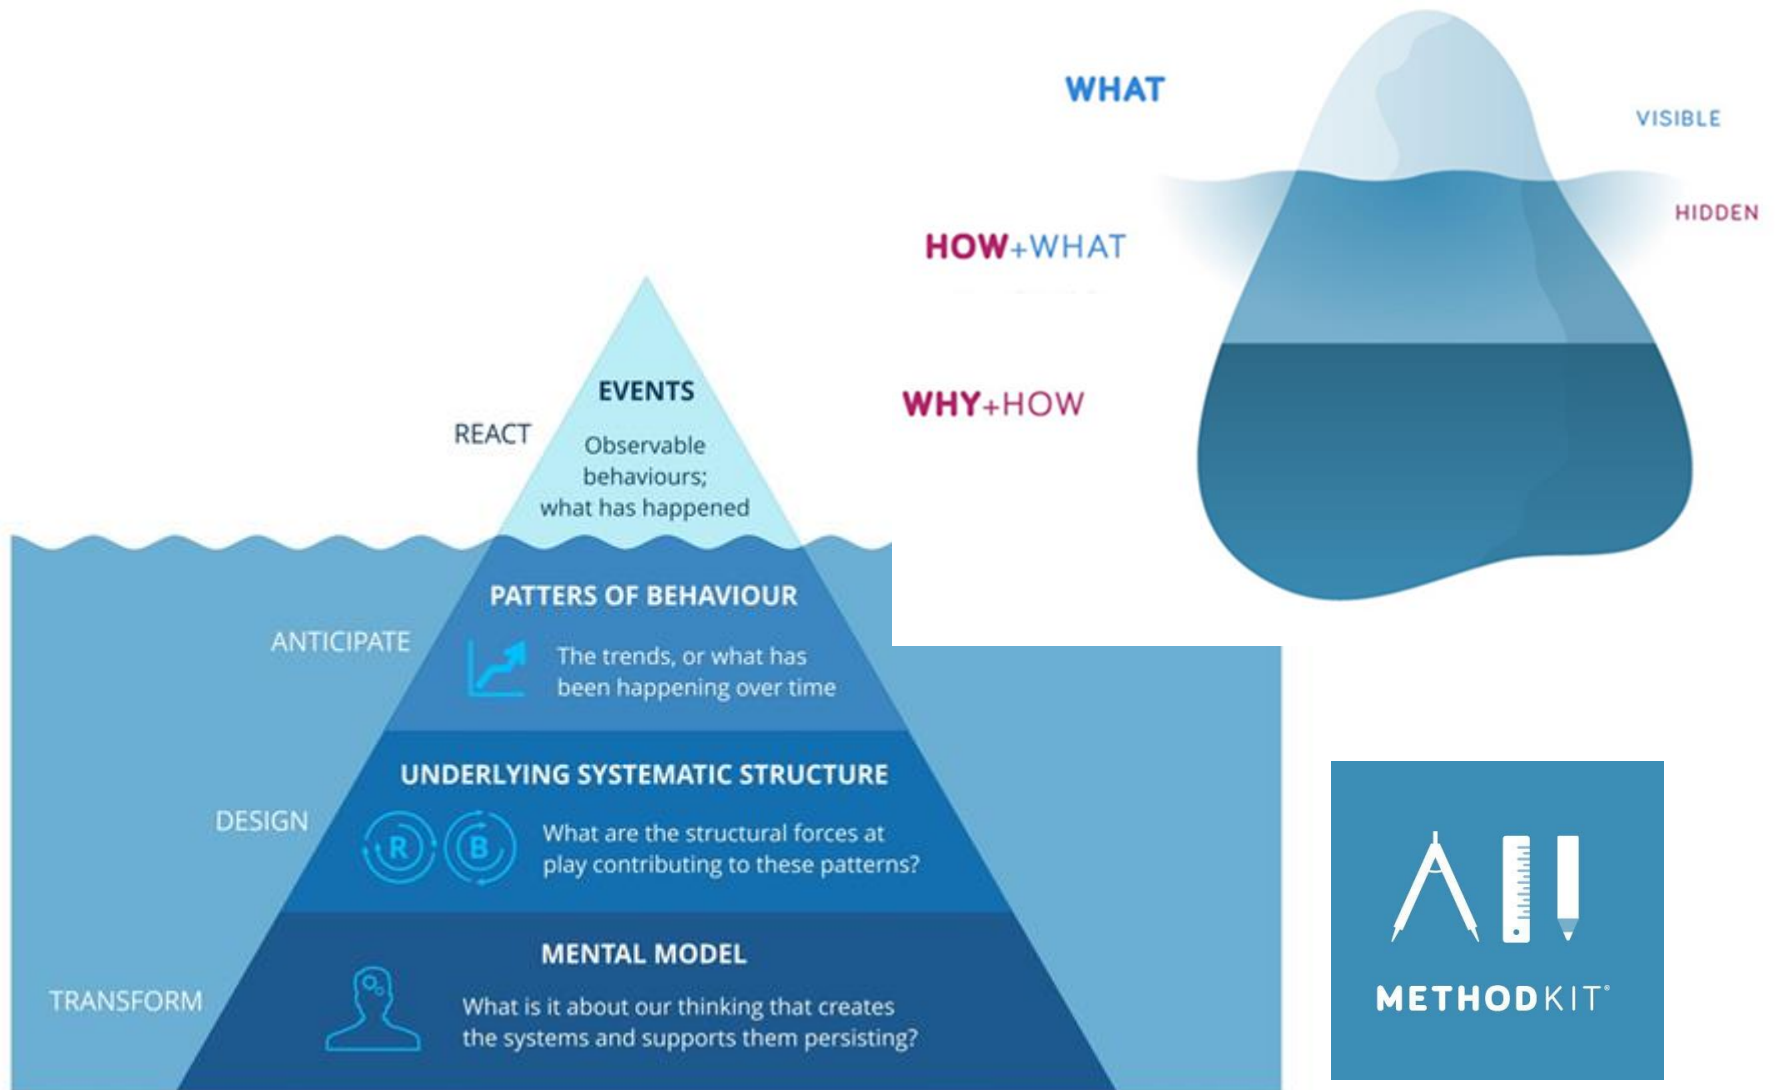 WHAT
VISIBLE
HIDDEN
HOW+WHAT
WHY+HOW
EVENTS
REACT
Observable
behaviours;
what has happened
PATTERS OF BEHAVIOUR
ANTICIPATE
The trends, or what has
been happening over time
UNDERLYING SYSTEMATIC STRUCTURE
DESIGN
R B
What are the structural forces at
play contributing to these patterns?
MENTAL MODEL
TRANSFORM
What is it about our thinking that creates
the systems and supports them persisting?
METHODKIT®